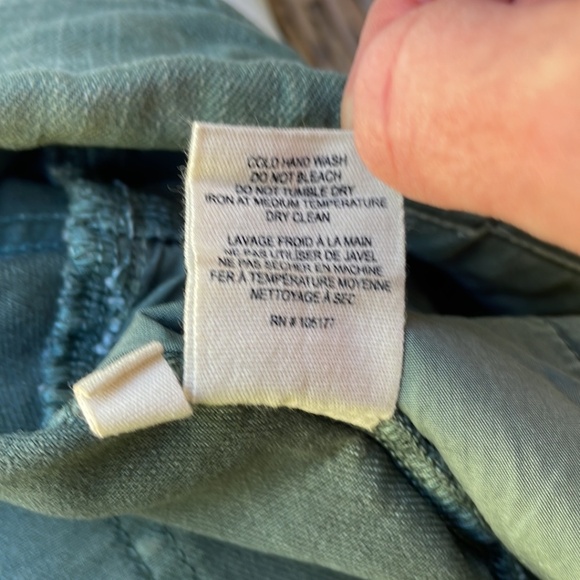 COLD HAND WASH
DO NOT BLEACH
DO NOT TUMBLE DRY
IRON AT MEDIUM TEMPERATURE
DRY CLEAN
LAVAGE FROID À LA MAIN
NE PAS UTILISER DE JAVEL
NE PAS SÉCHER EN MACHINE
FER À TEMPÉRATURE MOYENNE
NETTOYAGE À SEC
RN # 105177